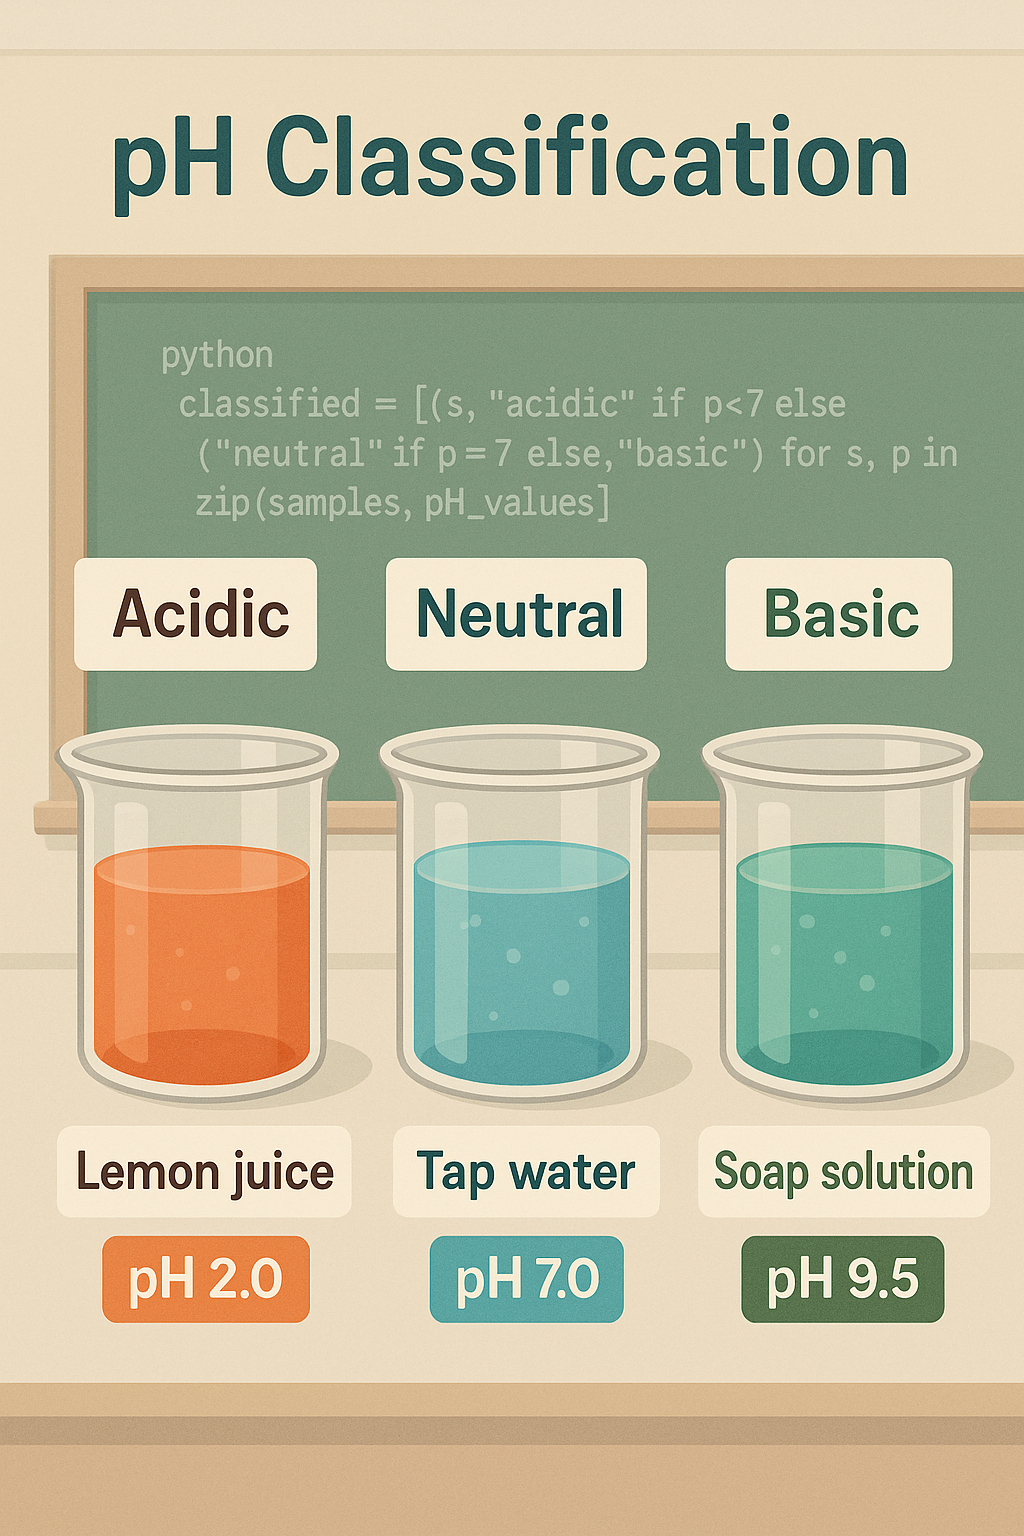 pH Classification
python
classified = [(s, "acidic" if p<7 else
("neutral" if p = 7 else,"basic") for s, p in
zip(samples, pH_values]
Acidic
Neutral
Basic
Lemon juice
Tap water
Soap solution
pH 2.0
pH 7.0
pH 9.5